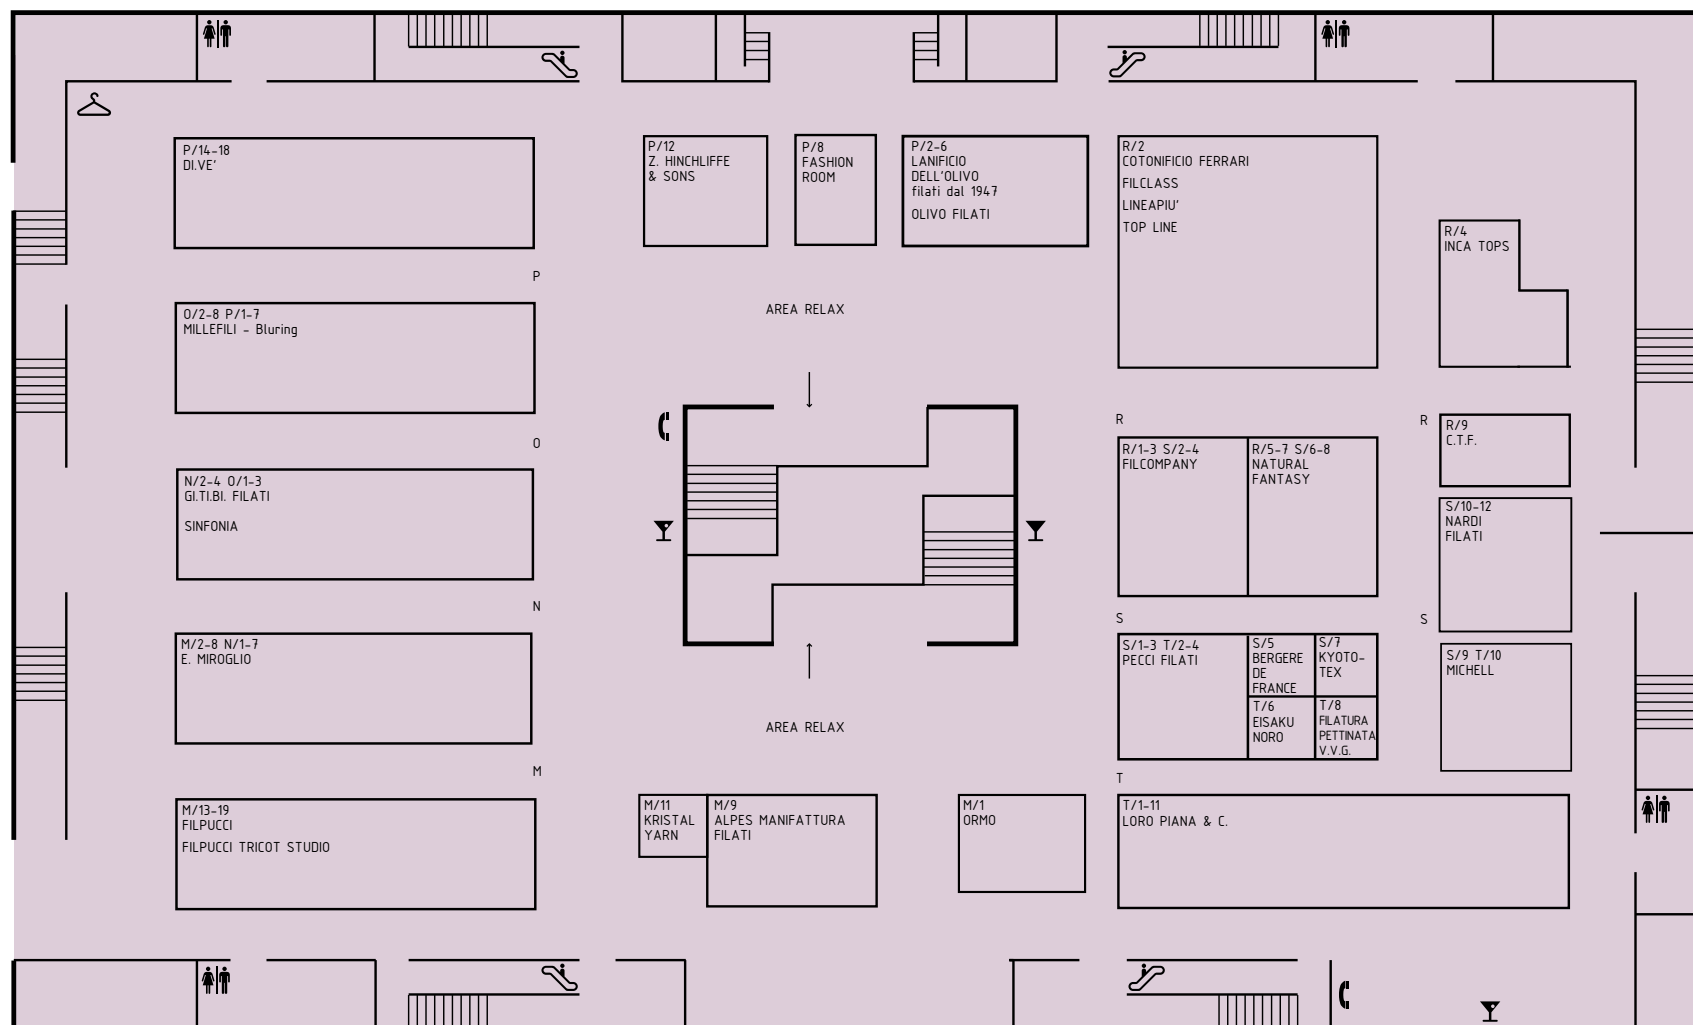 P/14-18
DI.VE'
P/12
Z. HINCHLIFFE
& SONS
P/8
FASHION
ROOM
P/2-6
LANIFICIO
DELL'OLIVO
filati dal 1947
OLIVO FILATI
R/2
COTONIFICIO FERRARI
FILCLASS
LINEAPIU'
TOP LINE
R/4
INCA TOPS
P
O/2-8 P/1-7
MILLEFILI - Bluring
AREA RELAX
O
R
R
R/9
C.T.F.
N/2-4 O/1-3
GI.TI.BI. FILATI
SINFONIA
R/1-3 S/2-4
FILCOMPANY
R/5-7 S/6-8
NATURAL
FANTASY
S/10-12
NARDI
FILATI
N
S
S
M/2-8 N/1-7
E. MIROGLIO
S/1-3 T/2-4
PECCI FILATI
S/5
BERGERE
DE
FRANCE
S/7
KYOTO-
TEX
T/6
EISAKU
NORO
T/8
FILATURA
PETTINATA
V.V.G.
S/9 T/10
MICHELL
AREA RELAX
M
T
M/13-19
FILPUCCI
FILPUCCI TRICOT STUDIO
M/11
KRISTAL
YARN
M/9
ALPES MANIFATTURA
FILATI
M/1
ORMO
T/1-11
LORO PIANA & C.